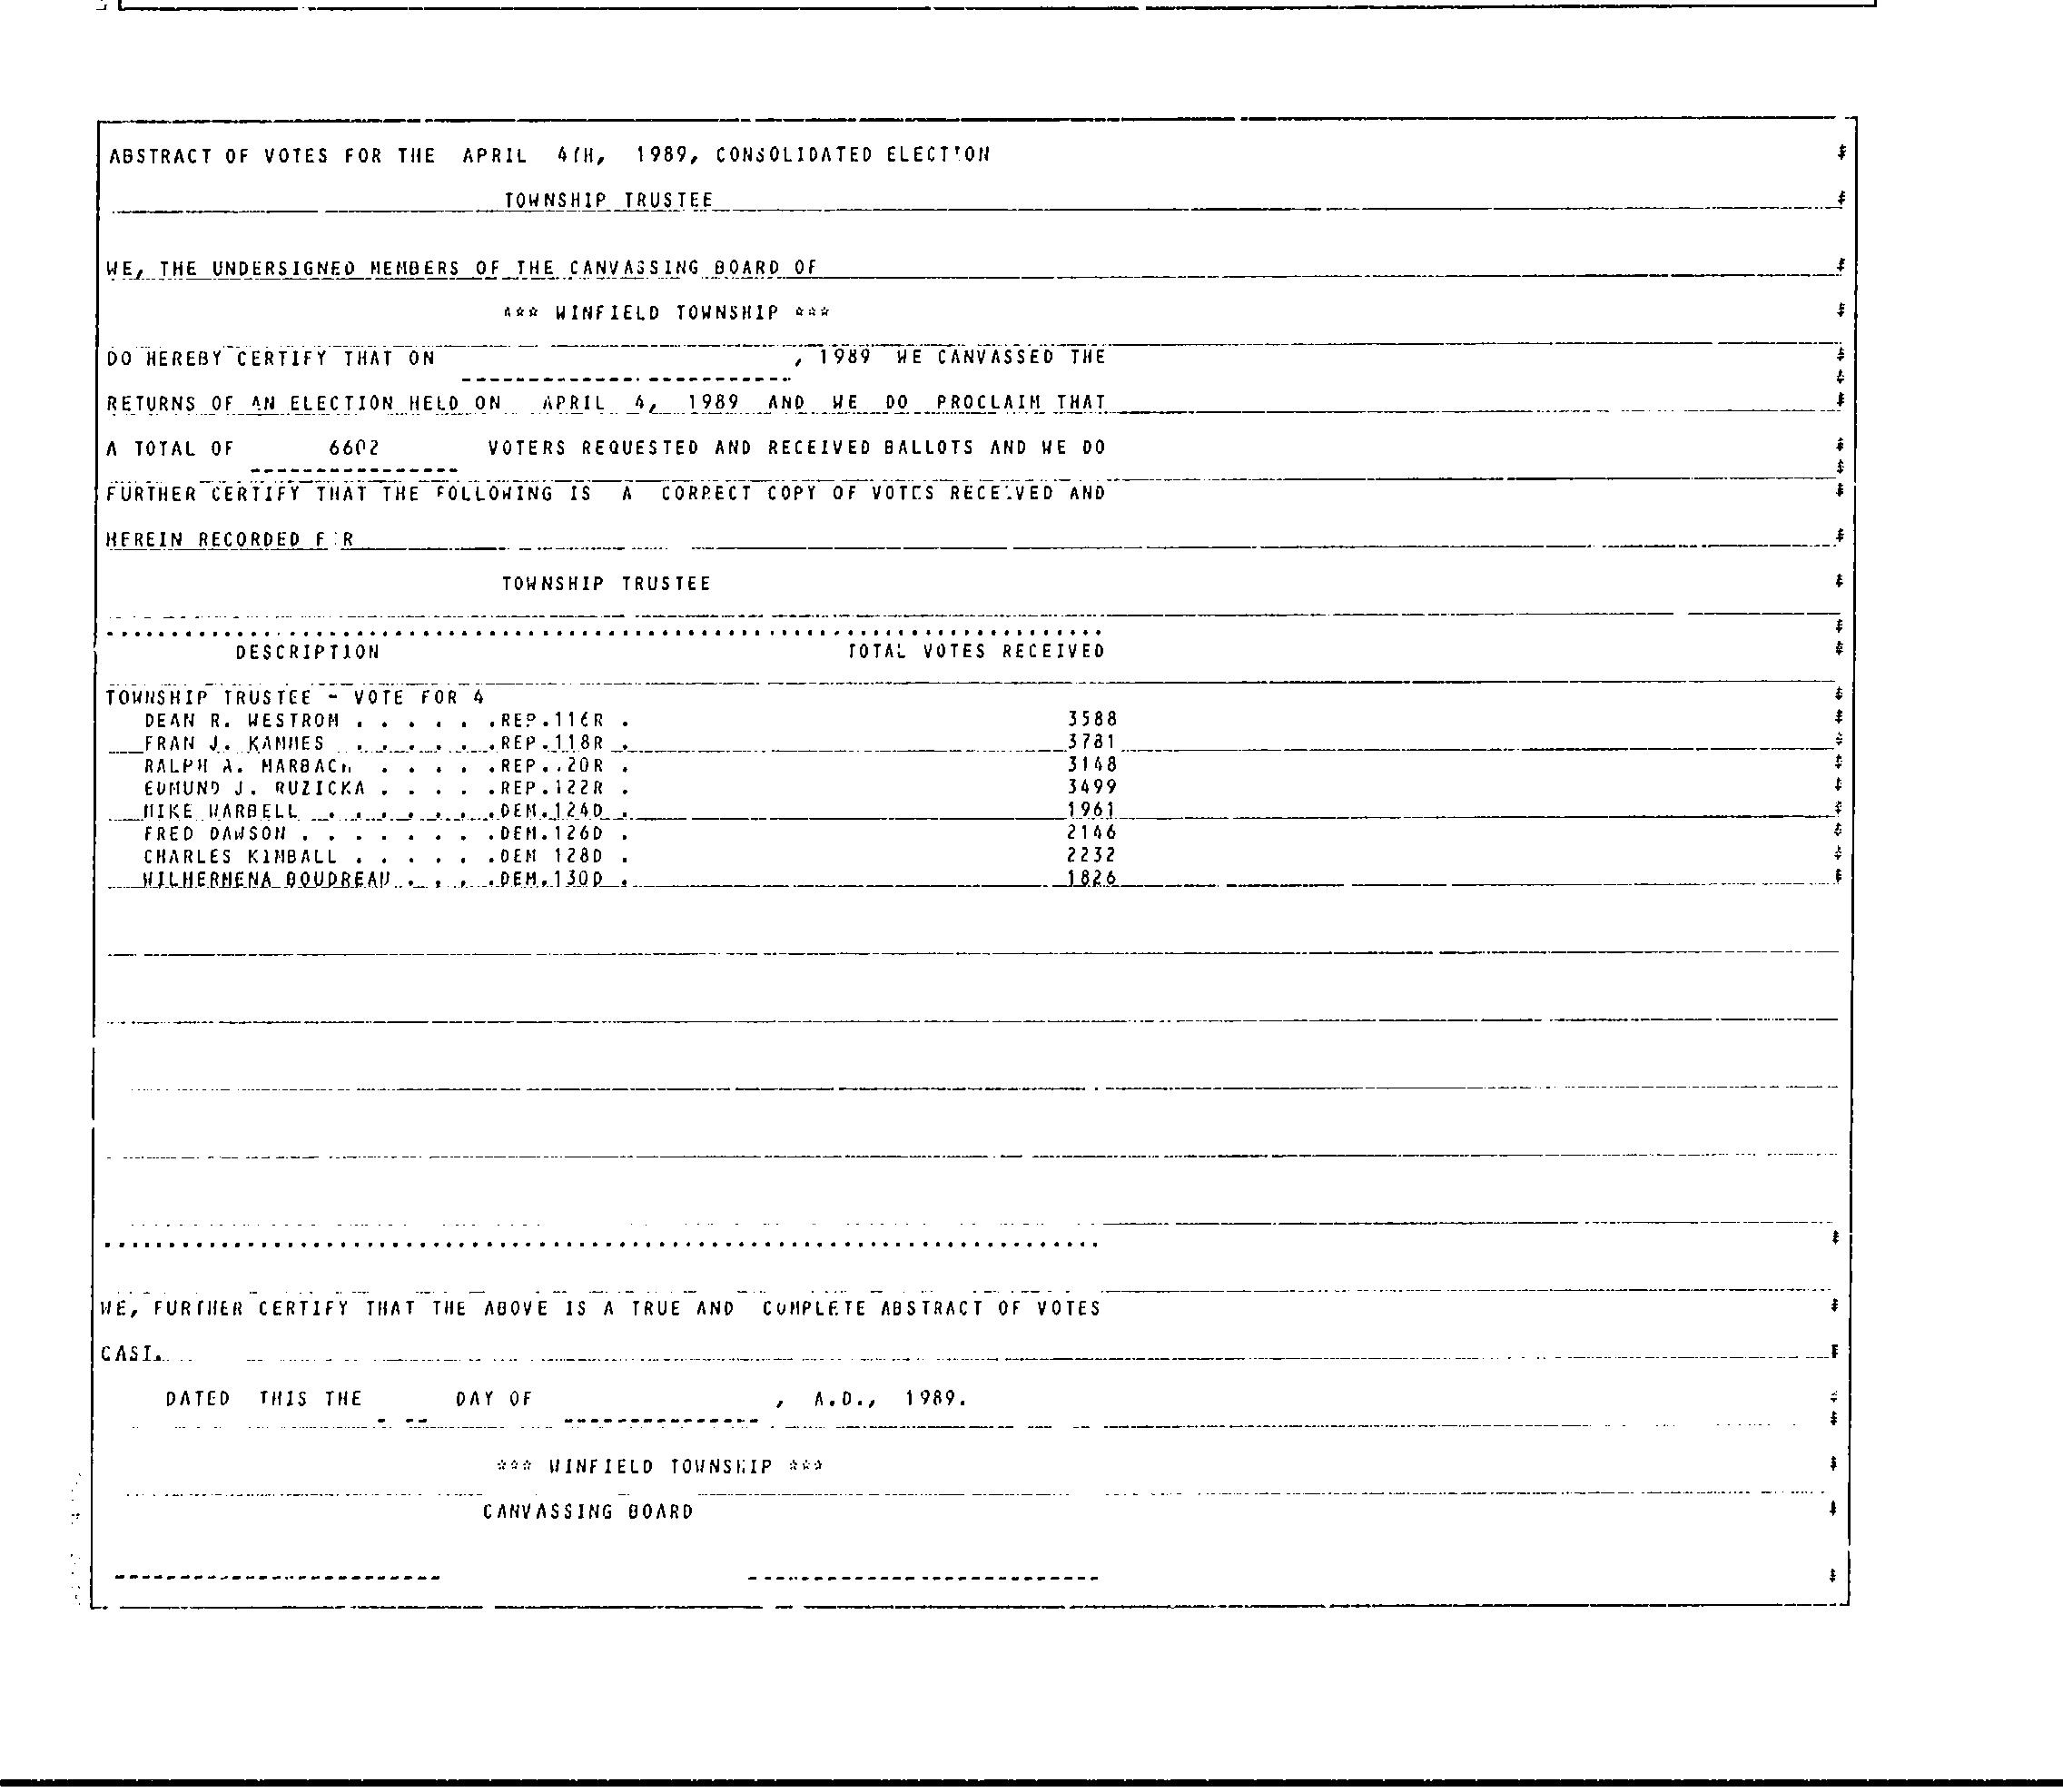 ABSTRACT OF VOTES FOR THE APRIL 4TH, 1989, CONSOLIDATED ELECTION
TOWNSHIP TRUSTEE
WE, THE UNDERSIGNED MEMBERS OF THE CANVASSING BOARD OF
*** WINFIELD TOWNSHIP ***
DO HEREBY CERTIFY THAT ON , 1989 WE CANVASSED THE
RETURNS OF AN ELECTION HELD ON APRIL 4, 1989 AND WE DO PROCLAIM THAT
A TOTAL OF 6602 VOTERS REQUESTED AND RECEIVED BALLOTS AND WE DO
FURTHER CERTIFY THAT THE FOLLOWING IS A CORRECT COPY OF VOTES RECEIVED AND
HEREIN RECORDED FOR
TOWNSHIP TRUSTEE
DESCRIPTION TOTAL VOTES RECEIVED
TOWNSHIP TRUSTEE - VOTE FOR 4
DEAN R. WESTROM . . . . . .REP.116R . 3588
FRAN J. KAMMES . . . . . . .REP.118R . 3781
RALPH A. HARBACH . . . . .REP.120R . 3148
EDMUND J. RUZICKA . . . . .REP.122R . 3499
MIKE WARBELL . . . . . . . .DEM.124D . 1961
FRED DAWSON . . . . . . . .DEM.126D . 2146
CHARLES KIMBALL . . . . . .DEM 128D . 2232
WILHERMENA BOUDREAU . . . .DEM.130D . 1826
WE, FURTHER CERTIFY THAT THE ABOVE IS A TRUE AND COMPLETE ABSTRACT OF VOTES
CAST.
DATED THIS THE DAY OF , A.D., 1989.
*** WINFIELD TOWNSHIP ***
CANVASSING BOARD